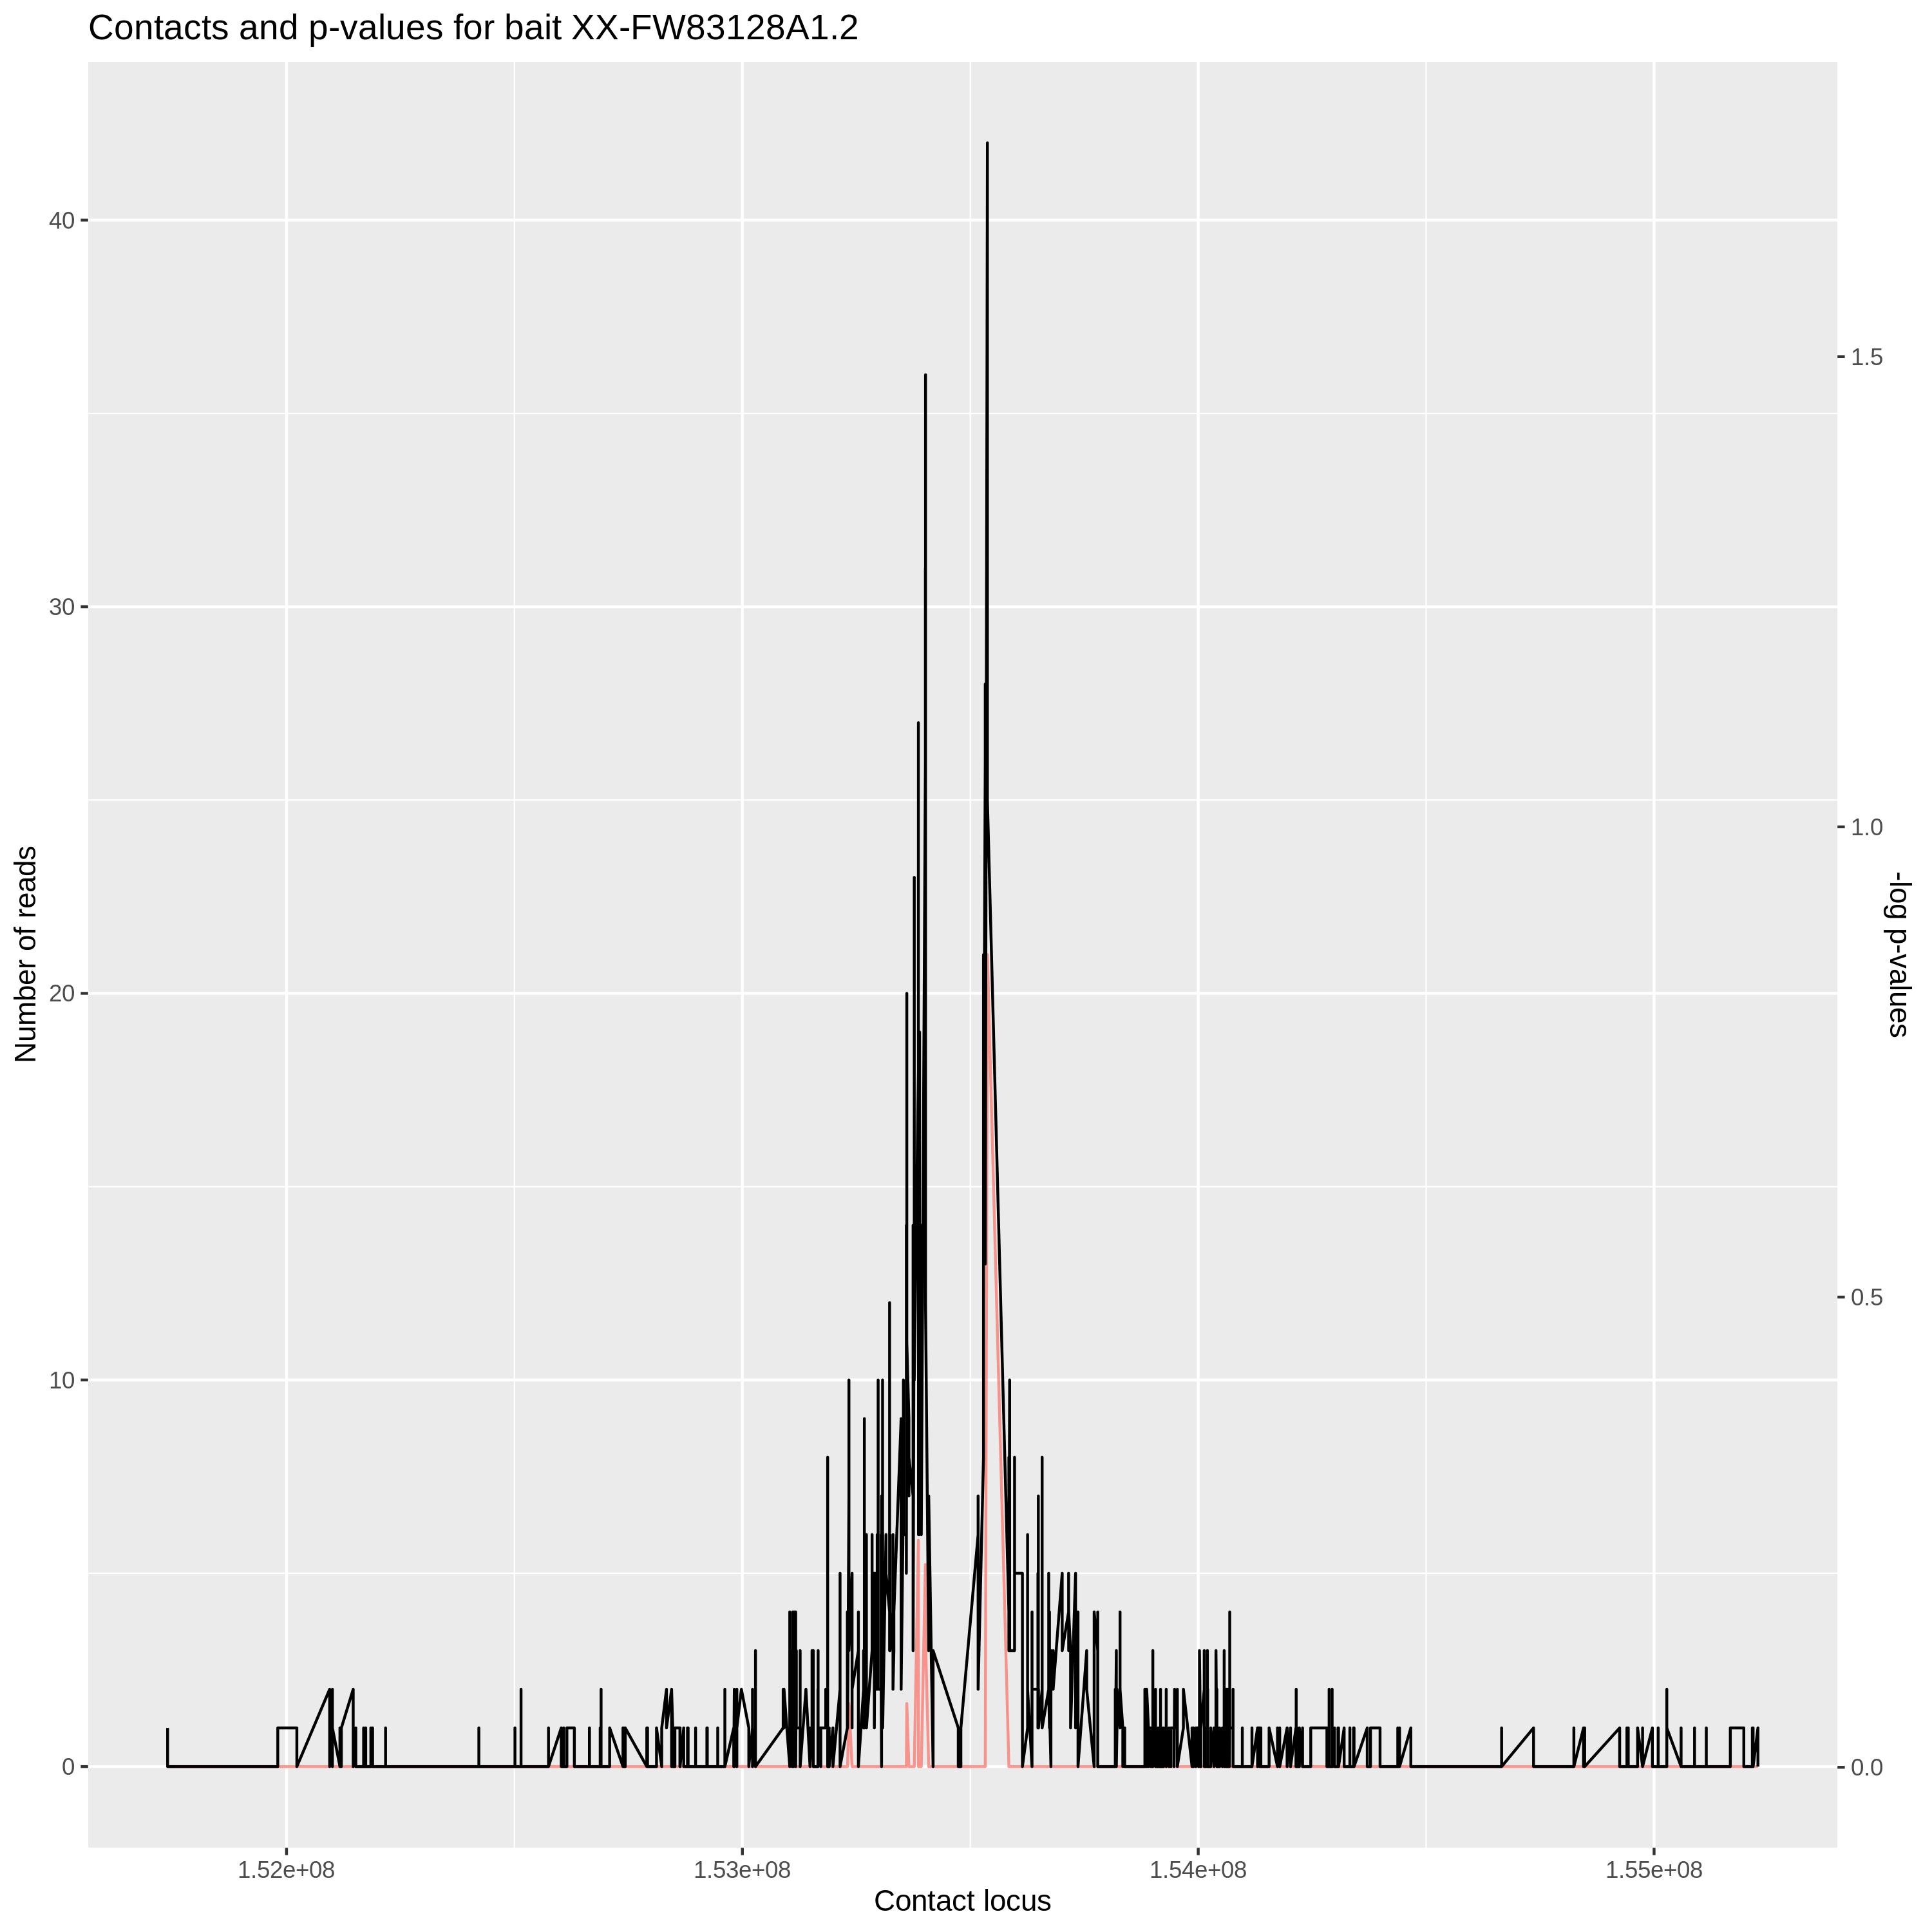 Contacts and p-values for bait XX-FW83128A1.2
40
30
20
10
0
Number of reads
1.5
1.0
0.5
0.0
-log p-values
1.52e+08 1.53e+08 1.54e+08 1.55e+08
Contact locus